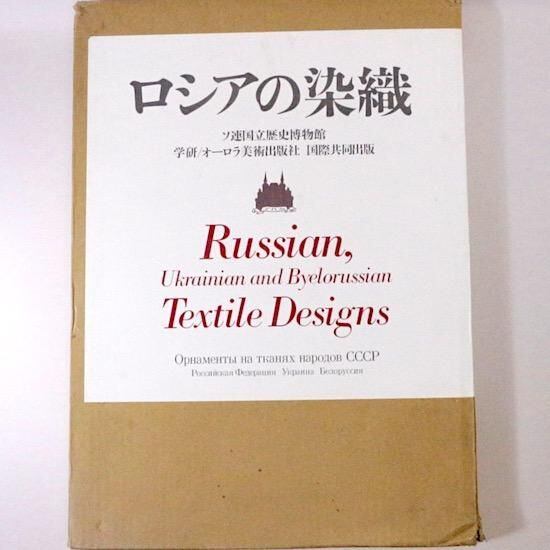 ロシアの染織
ソ連国立歴史博物館
学研/オーロラ美術出版社 国際共同出版
Russian,
Ukrainian and Byelorussian
Textile Designs
Орнаменты на тканях народов СССР
Российская Федерация Украина Белоруссия